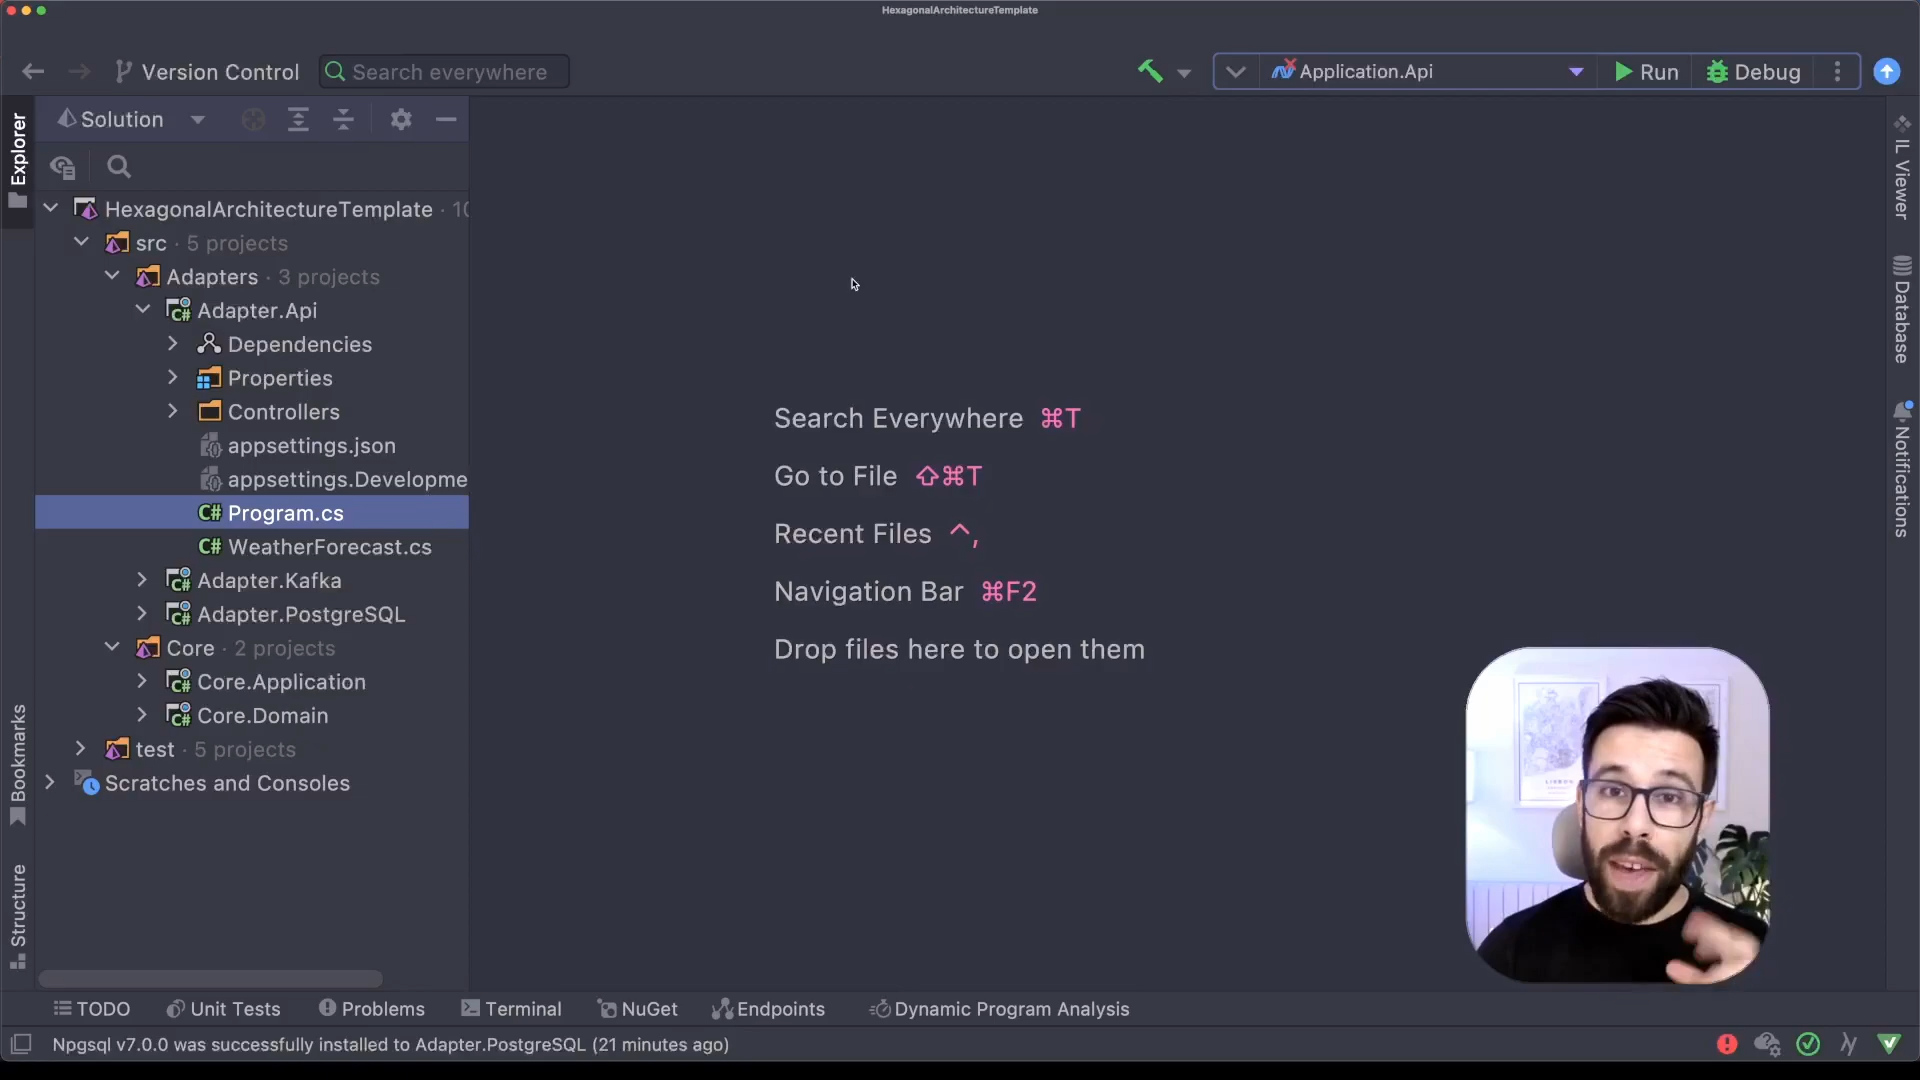 HexagonalArchitectureTemplate
Version Control
Search everywhere
Application.Api
Run
Debug
Explorer
Solution
HexagonalArchitectureTemplate · 10
src · 5 projects
Adapters · 3 projects
C# Adapter.Api
Dependencies
Properties
Controllers
appsettings.json
appsettings.Developme
C# Program.cs
C# WeatherForecast.cs
C# Adapter.Kafka
C# Adapter.PostgreSQL
Core · 2 projects
C# Core.Application
C# Core.Domain
test · 5 projects
Scratches and Consoles
Bookmarks
Structure
Search Everywhere ⌘T
Go to File ⇧⌘T
Recent Files ⌃,
Navigation Bar ⌘F2
Drop files here to open them
IL Viewer
Database
Notifications
LISBON
TODO
Unit Tests
Problems
Terminal
NuGet
Endpoints
Dynamic Program Analysis
Npgsql v7.0.0 was successfully installed to Adapter.PostgreSQL (21 minutes ago)